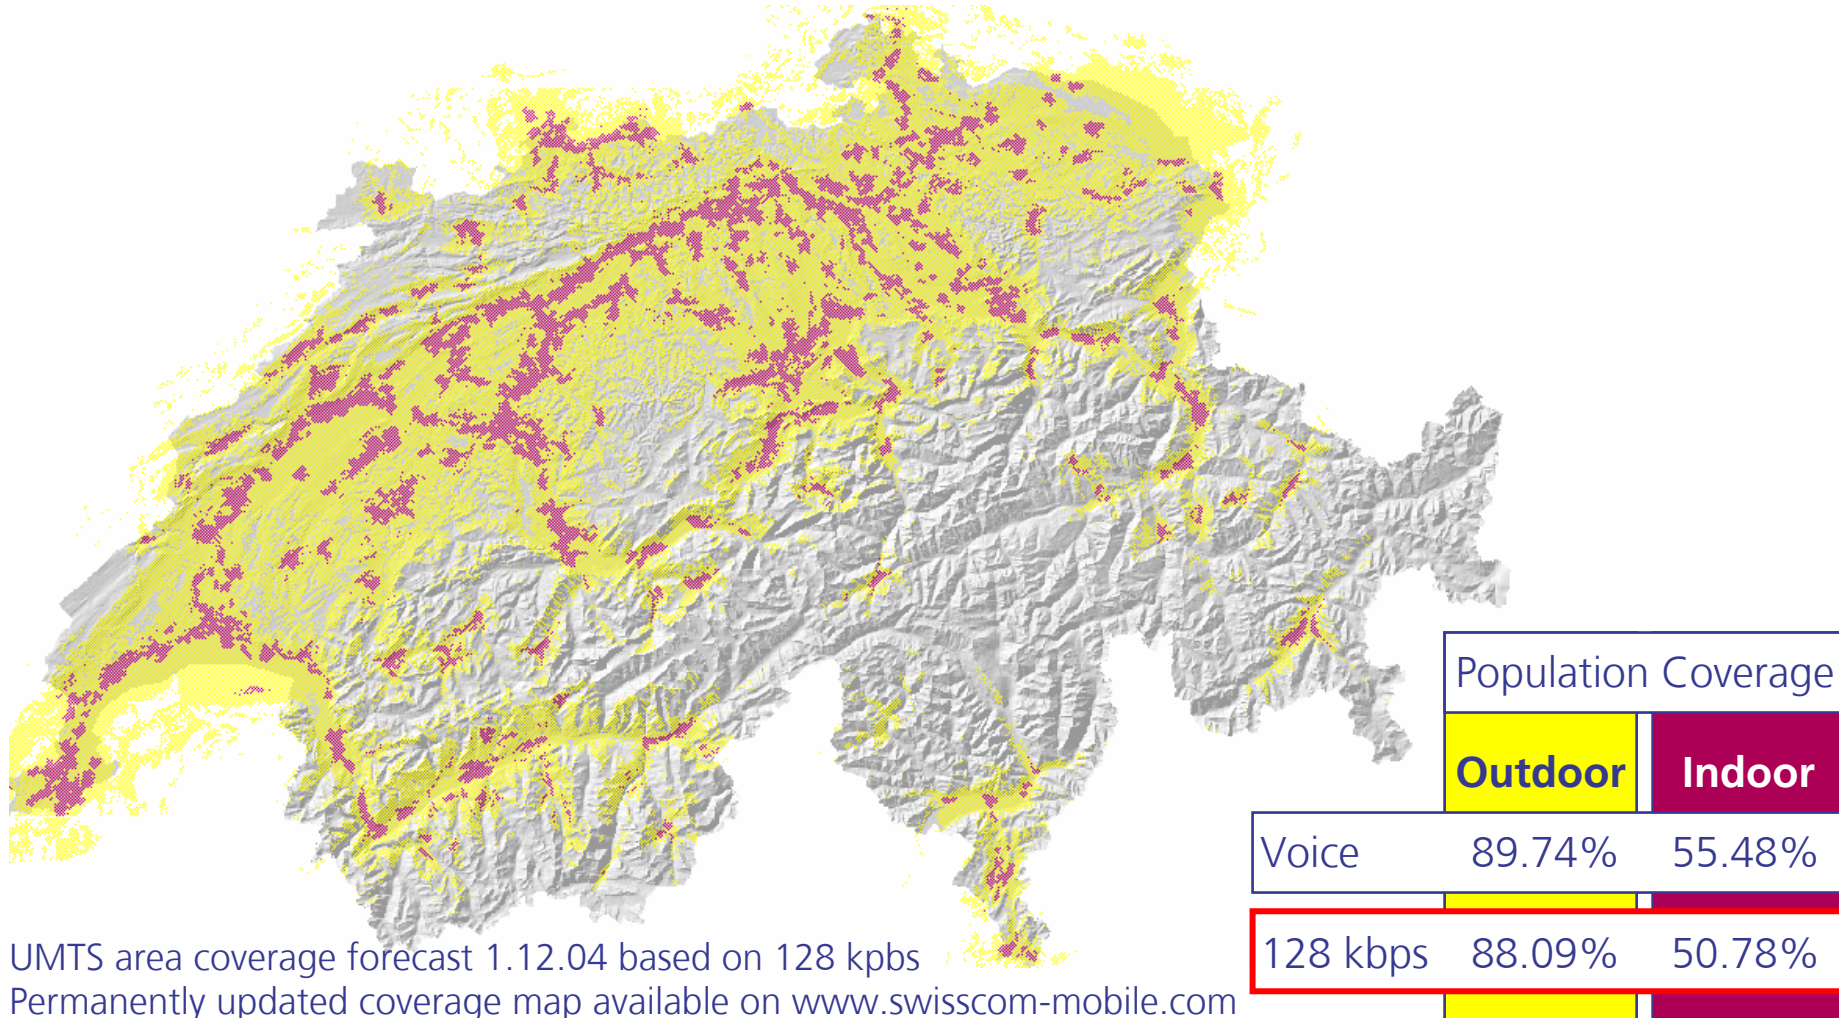 Population Coverage
Outdoor Indoor
Voice 89.74% 55.48%
128 kbps 88.09% 50.78%
UMTS area coverage forecast 1.12.04 based on 128 kpbs
Permanently updated coverage map available on www.swisscom-mobile.com